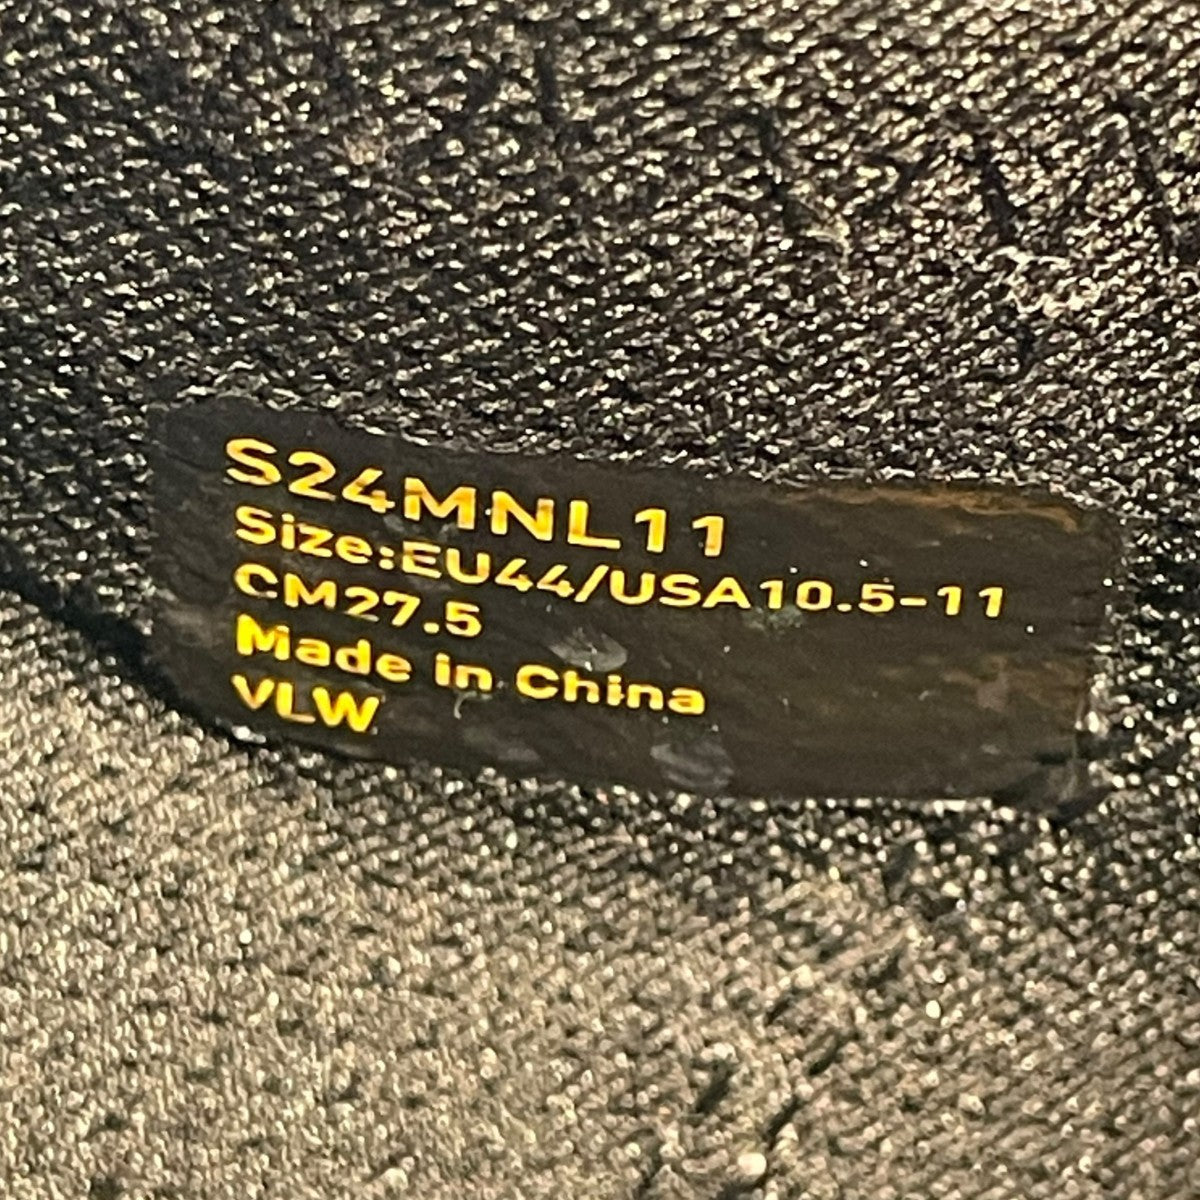 S24MNL11
Size:EU44/USA10.5-11
CM27.5
Made in China
VLW